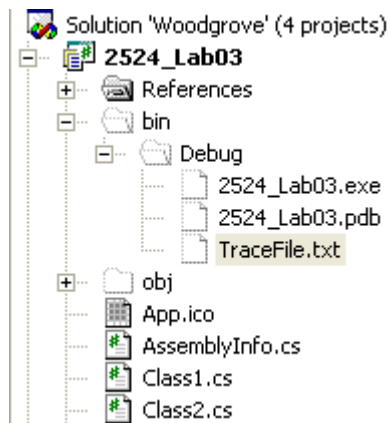 Solution 'Woodgrove' (4 projects)
2524_Lab03
References
bin
Debug
2524_Lab03.exe
2524_Lab03.pdb
TraceFile.txt
obj
App.ico
AssemblyInfo.cs
Class1.cs
Class2.cs